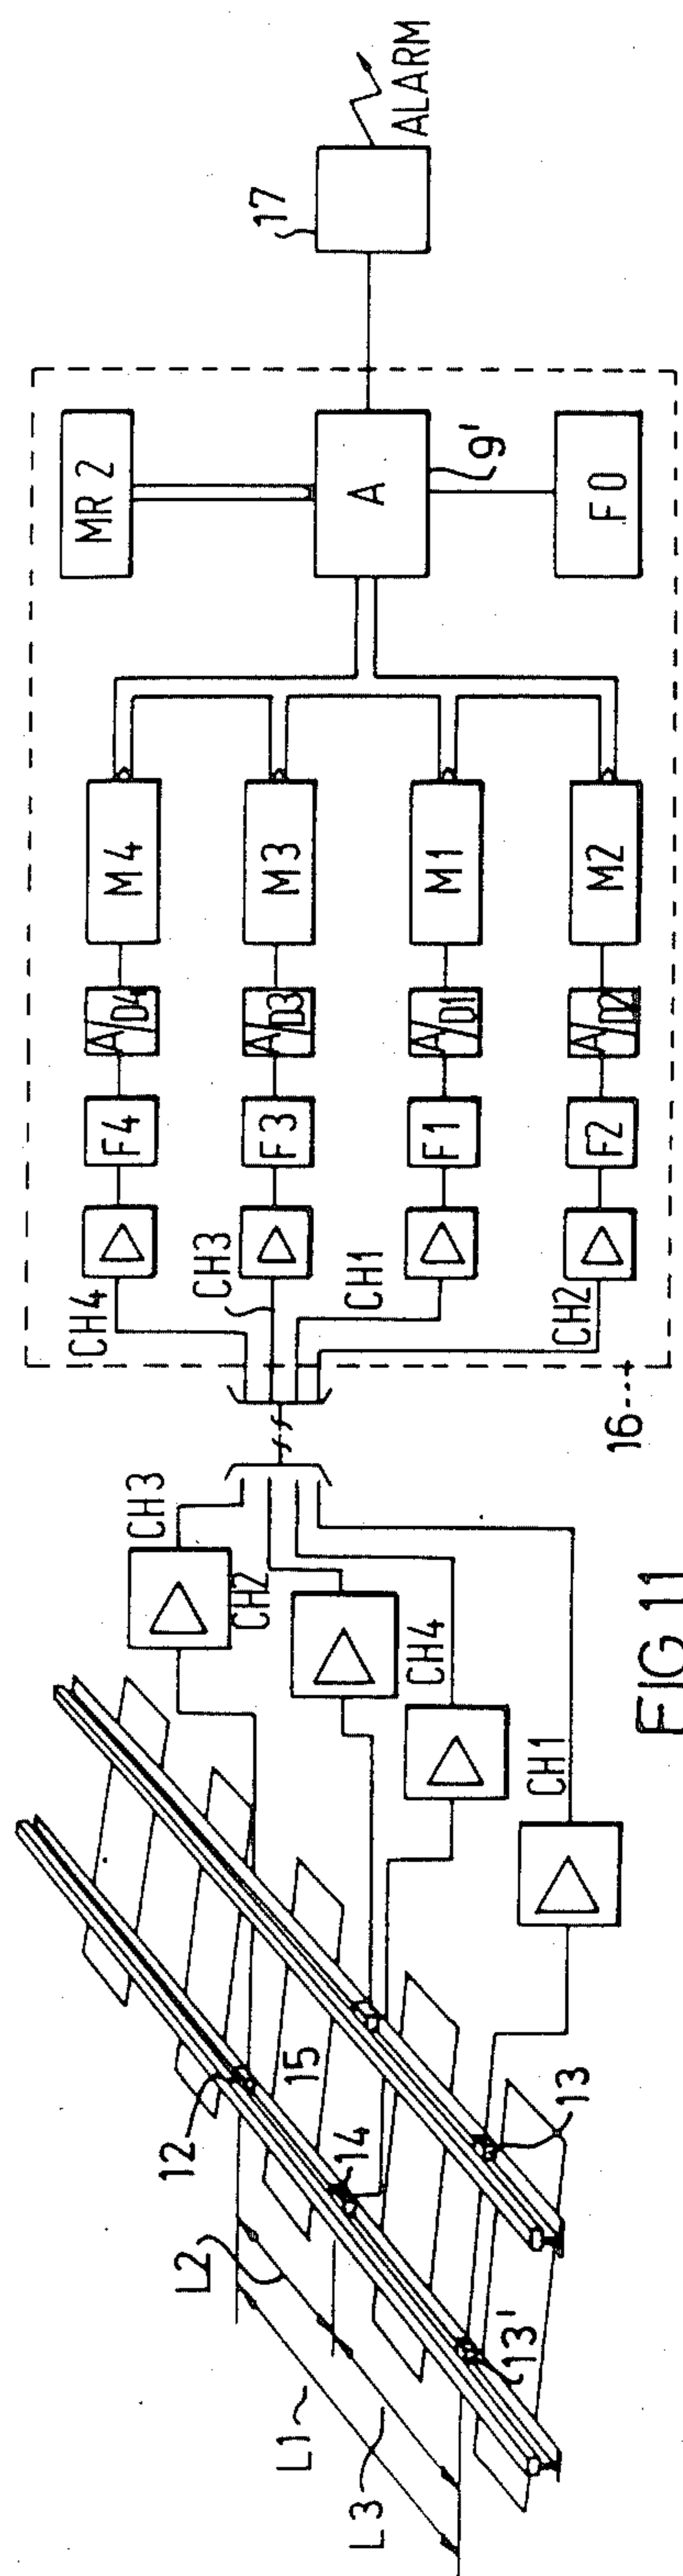 ALARM
17
MR 2
A
9'
F0
M4
M3
M1
M2
A/D4
A/D3
A/D1
A/D2
F4
F3
F1
F2
CH4
CH3
CH1
CH2
16
CH3
CH2
CH4
CH1
12
15
14
13
13'
L2
L1
L3
FIG 11